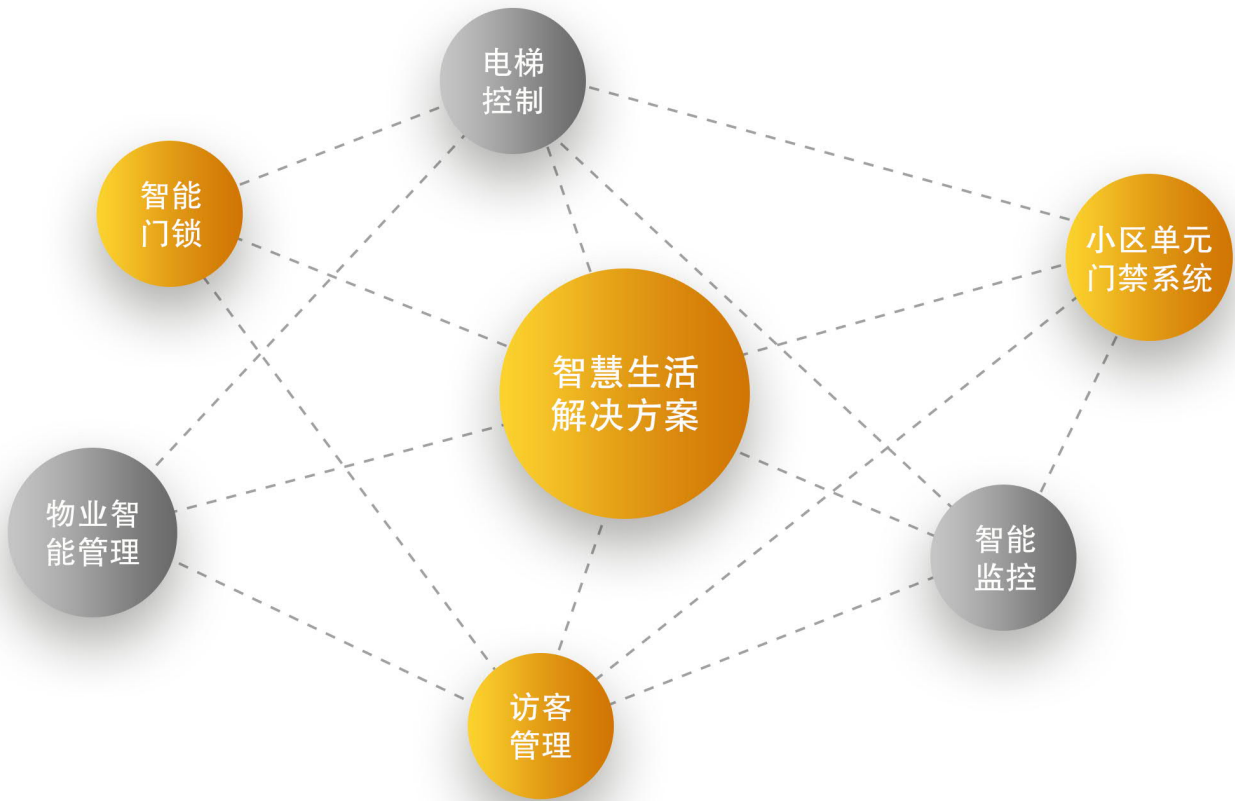 电梯
控制
智能
门锁
小区单元
门禁系统
智慧生活
解决方案
物业智
能管理
智能
监控
访客
管理